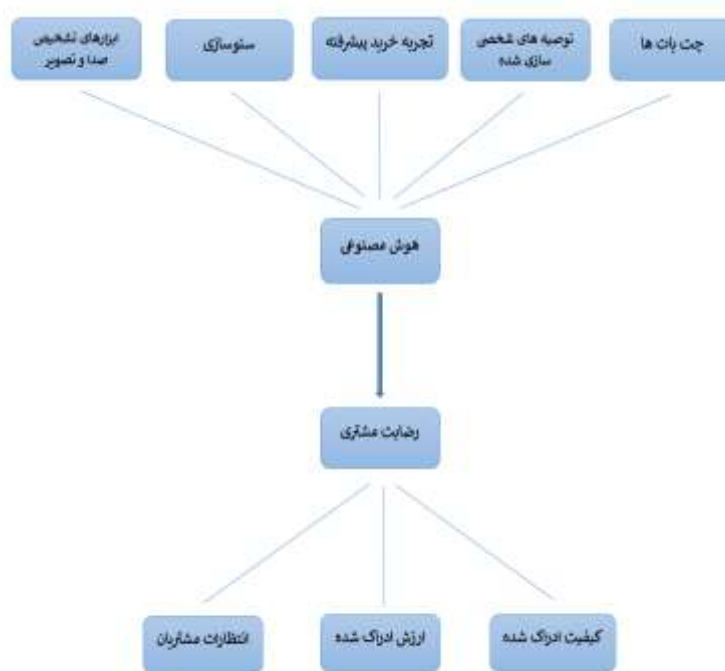 چت بات ها
توصیه های شخصی
سازی شده
تجربه خرید پیشرفته
سئوسازی
ابزارهای تشخیص
صدا و تصویر
هوش مصنوعی
رضایت مشتری
کیفیت ادراک شده
ارزش ادراک شده
انتظارات مشتریان